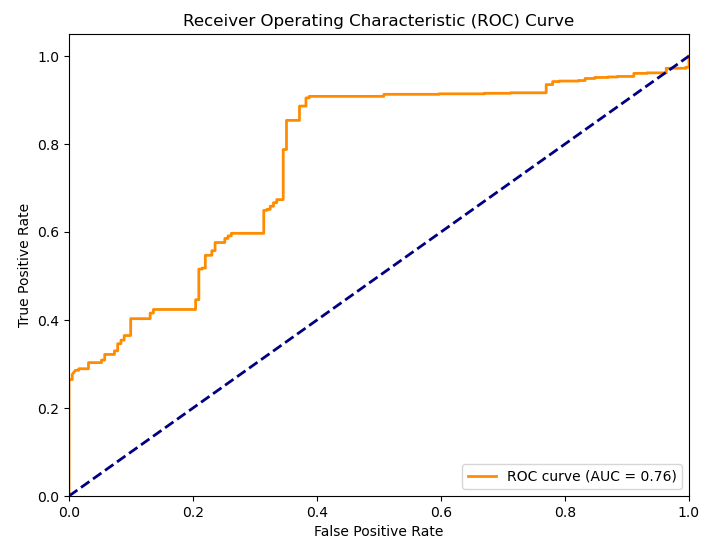 Receiver Operating Characteristic (ROC) Curve
1.0
0.8
0.6
0.4
0.2
0.0
True Positive Rate
0.0 0.2 0.4 0.6 0.8 1.0
False Positive Rate
ROC curve (AUC = 0.76)